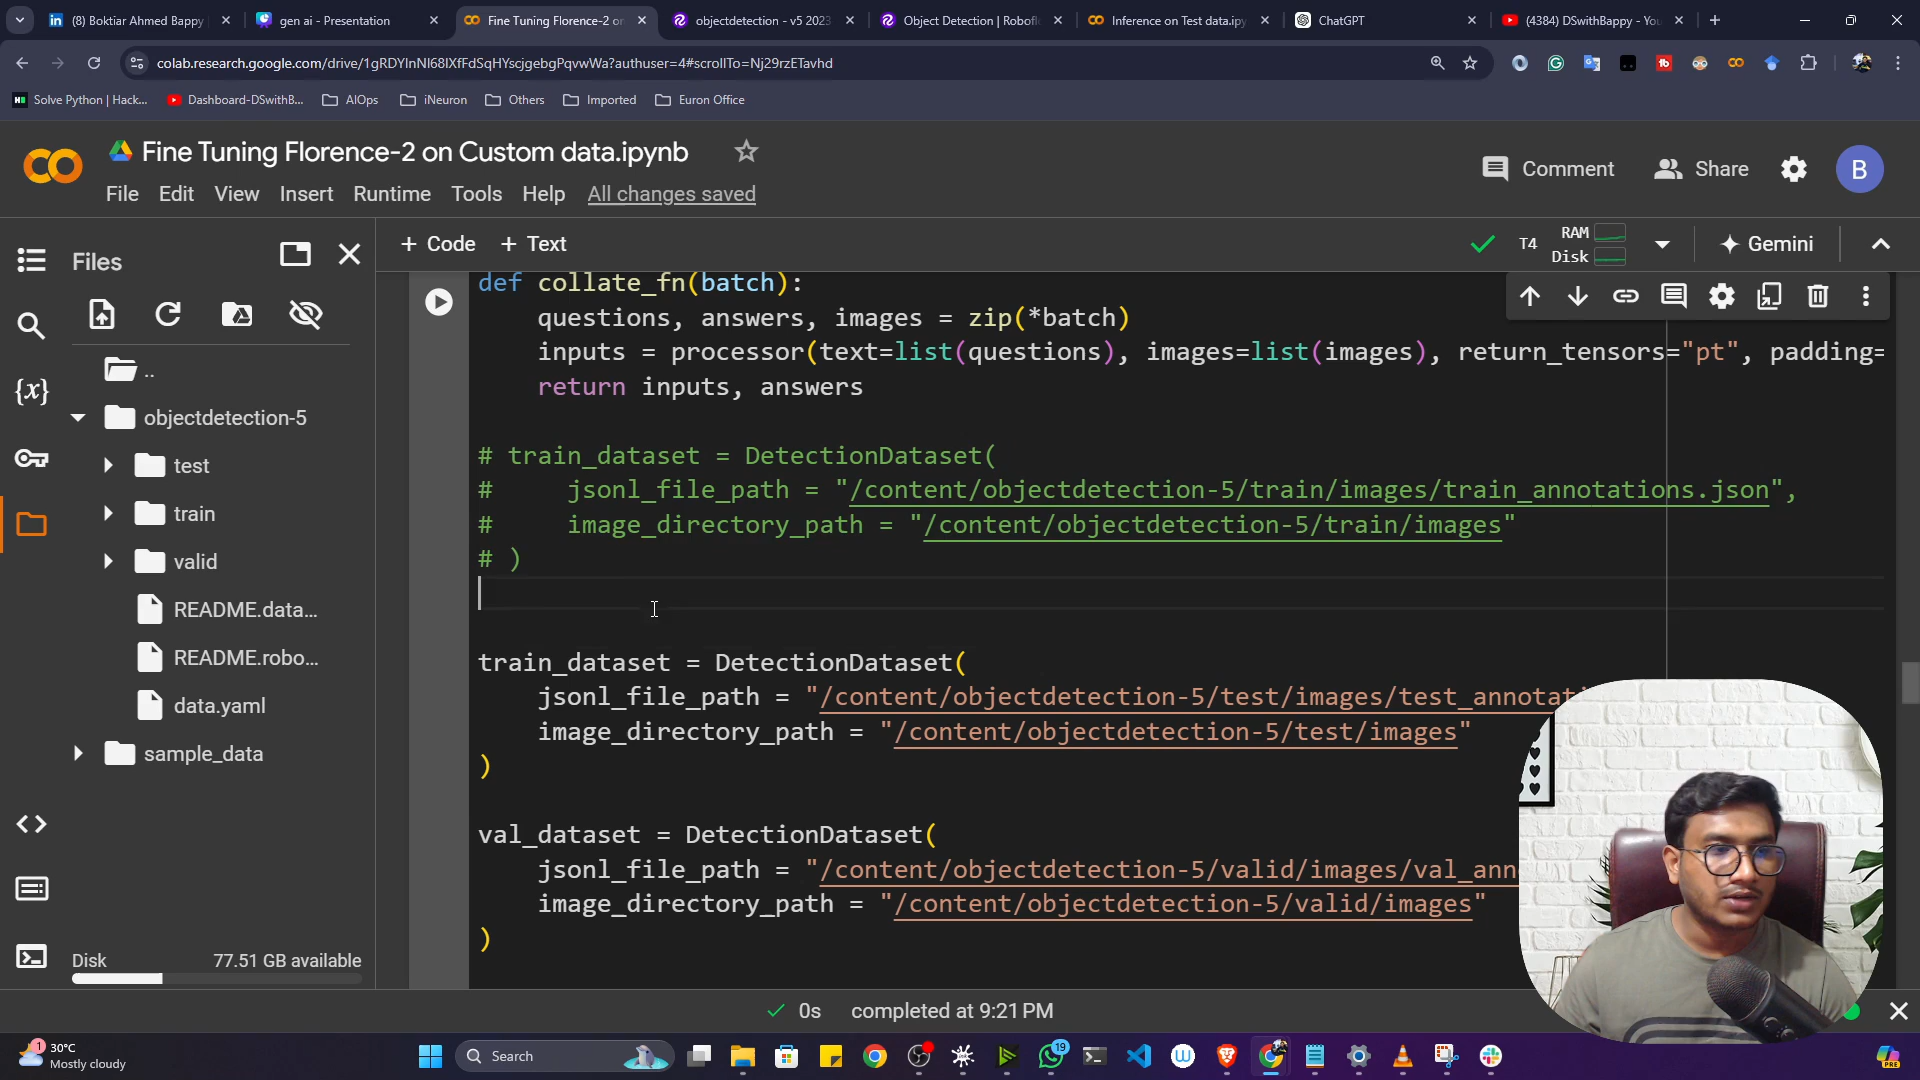 (8) Boktiar Ahmed Bappy
gen ai - Presentation
Fine Tuning Florence-2 on
objectdetection - v5 2023
Object Detection | Robofl
Inference on Test data.ipy
ChatGPT
(4384) DSwithBappy - You
colab.research.google.com/drive/1gRDYlnNl68lXfFdSqHYscjgebgPqvwWa?authuser=4#scrollTo=Nj29rzETavhd
Solve Python | Hack...
Dashboard-DSwithB...
AIOps
iNeuron
Others
Imported
Euron Office
Fine Tuning Florence-2 on Custom data.ipynb
Comment
Share
B
File Edit View Insert Runtime Tools Help All changes saved
Files
+ Code + Text
T4
RAM
Disk
Gemini
..
objectdetection-5
test
train
valid
README.data...
README.robo...
data.yaml
sample_data
Disk 77.51 GB available
def collate_fn(batch):
questions, answers, images = zip(*batch)
inputs = processor(text=list(questions), images=list(images), return_tensors="pt", padding=
return inputs, answers
# train_dataset = DetectionDataset(
# jsonl_file_path = "/content/objectdetection-5/train/images/train_annotations.json",
# image_directory_path = "/content/objectdetection-5/train/images"
# )
train_dataset = DetectionDataset(
jsonl_file_path = "/content/objectdetection-5/test/images/test_annotati
image_directory_path = "/content/objectdetection-5/test/images"
)
val_dataset = DetectionDataset(
jsonl_file_path = "/content/objectdetection-5/valid/images/val_ann
image_directory_path = "/content/objectdetection-5/valid/images"
)
0s completed at 9:21 PM
1
30°C
Mostly cloudy
Search
19
PRE